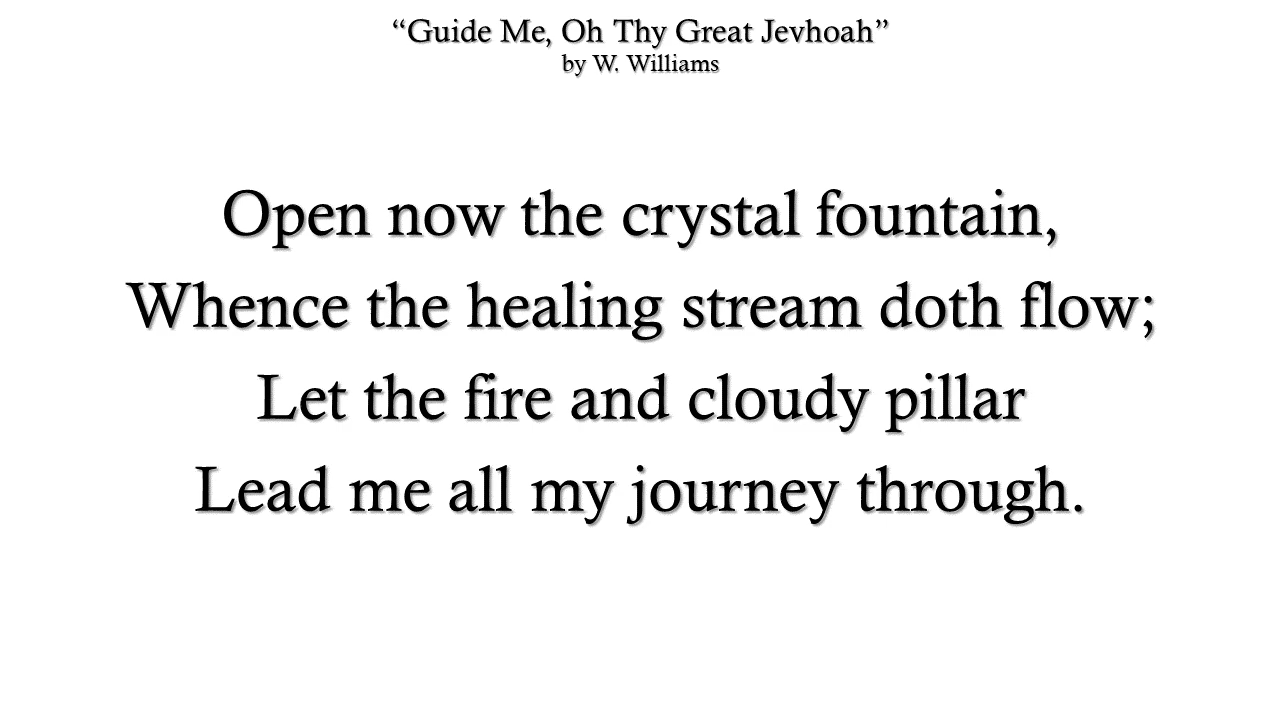 “Guide Me, Oh Thy Great Jevhoah”
by W. Williams
Open now the crystal fountain,
Whence the healing stream doth flow;
Let the fire and cloudy pillar
Lead me all my journey through.